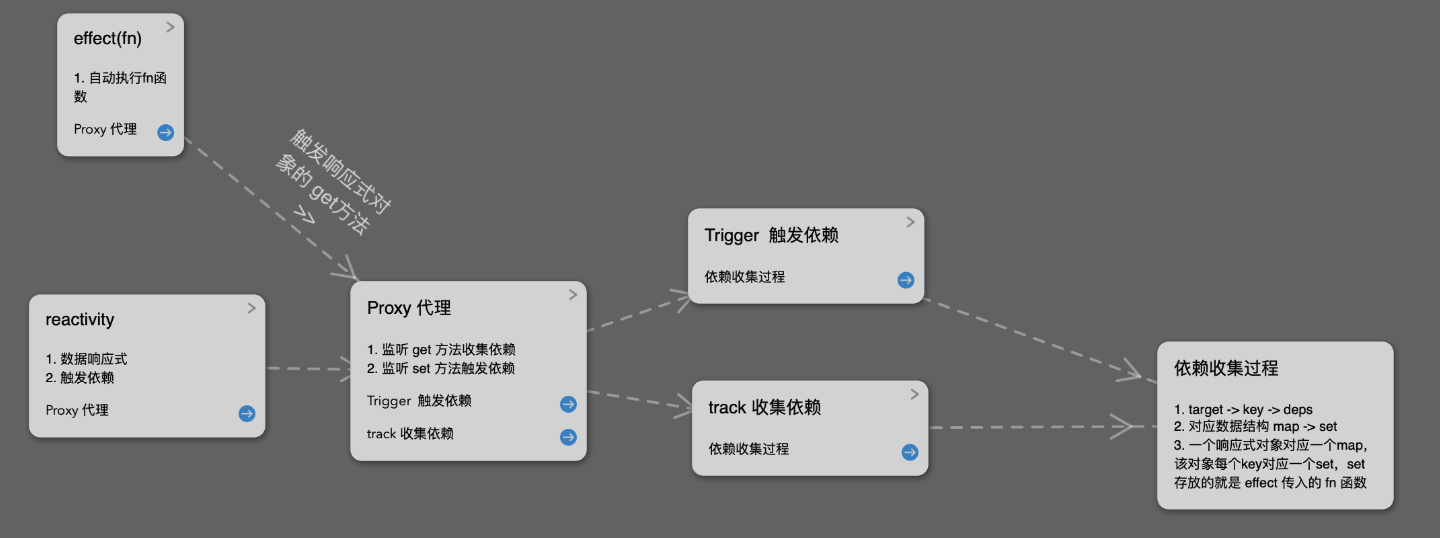 effect(fn)
1. 自动执行fn函
数
Proxy 代理
触发响应式对
象的 get方法
>>
reactivity
1. 数据响应式
2. 触发依赖
Proxy 代理
Proxy 代理
1. 监听 get 方法收集依赖
2. 监听 set 方法触发依赖
Trigger 触发依赖
track 收集依赖
Trigger 触发依赖
依赖收集过程
track 收集依赖
依赖收集过程
依赖收集过程
1. target -> key -> deps
2. 对应数据结构 map -> set
3. 一个响应式对象对应一个map，
该对象每个key对应一个set，set
存放的就是 effect 传入的 fn 函数